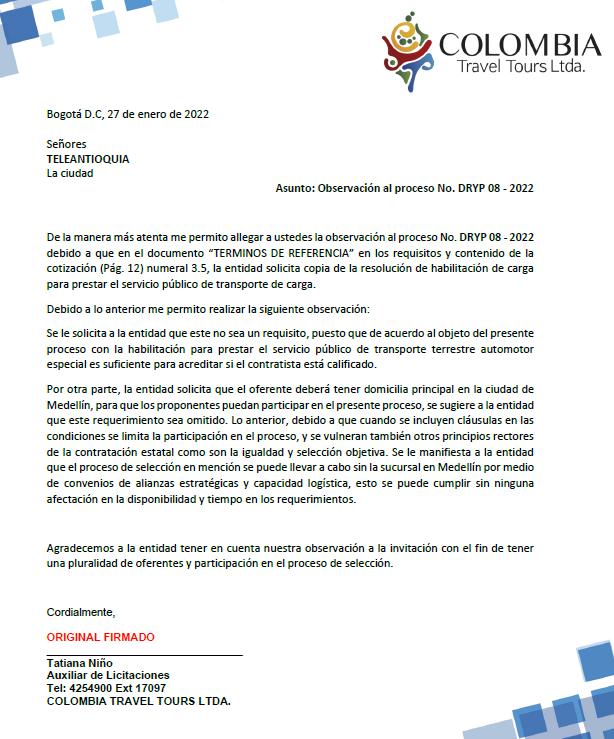 COLOMBIA
Travel Tours Ltda.
Bogotá D.C, 27 de enero de 2022
Señores
TELEANTIOQUIA
La ciudad
Asunto: Observación al proceso No. DRYP 08 - 2022
De la manera más atenta me permito allegar a ustedes la observación al proceso No. DRYP 08 - 2022
debido a que en el documento “TERMINOS DE REFERENCIA” en los requisitos y contenido de la
cotización (Pág. 12) numeral 3.5, la entidad solicita copia de la resolución de habilitación de carga
para prestar el servicio público de transporte de carga.
Debido a lo anterior me permito realizar la siguiente observación:
Se le solicita a la entidad que este no sea un requisito, puesto que de acuerdo al objeto del presente
proceso con la habilitación para prestar el servicio público de transporte terrestre automotor
especial es suficiente para acreditar si el contratista está calificado.
Por otra parte, la entidad solicita que el oferente deberá tener domicilia principal en la ciudad de
Medellín, para que los proponentes puedan participar en el presente proceso, se sugiere a la entidad
que este requerimiento sea omitido. Lo anterior, debido a que cuando se incluyen cláusulas en las
condiciones se limita la participación en el proceso, y se vulneran también otros principios rectores
de la contratación estatal como son la igualdad y selección objetiva. Se le manifiesta a la entidad
que el proceso de selección en mención se puede llevar a cabo sin la sucursal en Medellín por medio
de convenios de alianzas estratégicas y capacidad logística, esto se puede cumplir sin ninguna
afectación en la disponibilidad y tiempo en los requerimientos.
Agradecemos a la entidad tener en cuenta nuestra observación a la invitación con el fin de tener
una pluralidad de oferentes y participación en el proceso de selección.
Cordialmente,
ORIGINAL FIRMADO
Tatiana Niño
Auxiliar de Licitaciones
Tel: 4254900 Ext 17097
COLOMBIA TRAVEL TOURS LTDA.